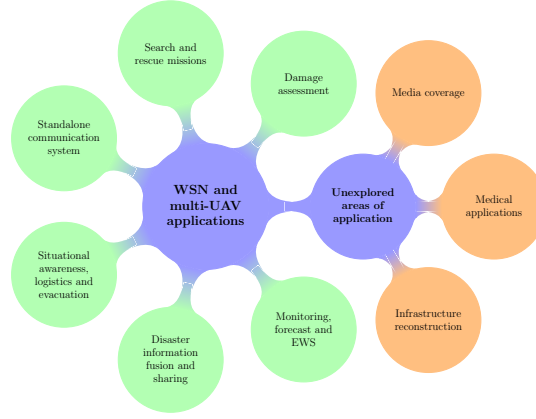 Search and
rescue missions
Damage
assessment
Media coverage
Standalone
communication
system
WSN and
multi-UAV
applications
Unexplored
areas of
application
Medical
applications
Situational
awareness,
logistics and
evacuation
Monitoring,
forecast and
EWS
Infrastructure
reconstruction
Disaster
information
fusion and
sharing